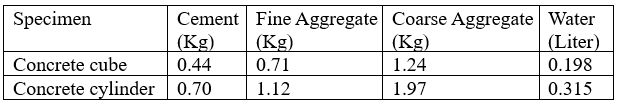 Specimen Cement Fine Aggregate Coarse Aggregate Water
(Kg) (Kg) (Kg) (Liter)
Concrete cube 0.44 0.71 1.24 0.198
Concrete cylinder 0.70 1.12 1.97 0.315